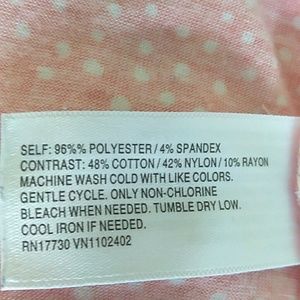 SELF: 96%% POLYESTER / 4% SPANDEX
CONTRAST: 48% COTTON / 42% NYLON / 10% RAYON
MACHINE WASH COLD WITH LIKE COLORS.
GENTLE CYCLE. ONLY NON-CHLORINE
BLEACH WHEN NEEDED. TUMBLE DRY LOW.
COOL IRON IF NEEDED.
RN17730 VN1102402